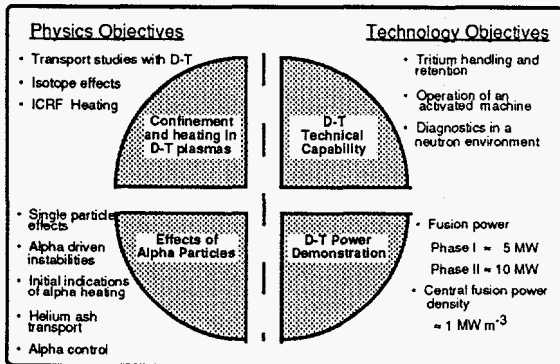 Physics Objectives
• Transport studies with D-T
• Isotope effects
• ICRF Heating
Confinement
and heating in
D-T plasmas
Technology Objectives
• Tritium handling and
retention
• Operation of an
activated machine
• Diagnostics in a
neutron environment
D-T
Technical
Capability
• Single particle
effects
• Alpha driven
instabilities
• Initial indications
of alpha heating
• Helium ash
transport
• Alpha control
Effects of
Alpha Particles
D-T Power
Demonstration
• Fusion power
Phase I ≈ 5 MW
Phase II ≈ 10 MW
• Central fusion power
density
≈ 1 MW m⁻³